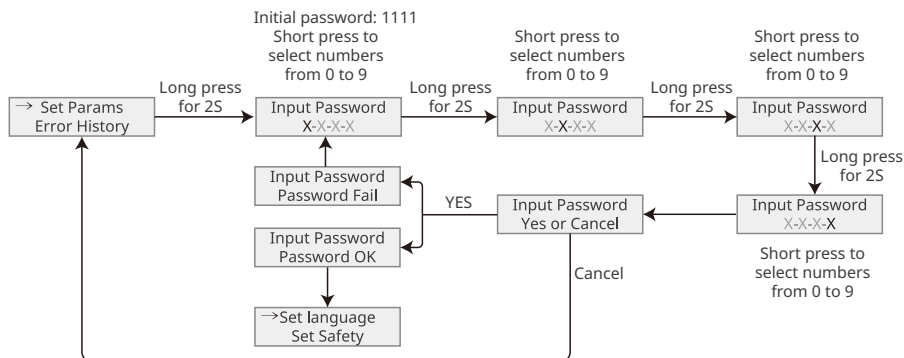 Initial password: 1111
Short press to
select numbers
from 0 to 9
Short press to
select numbers
from 0 to 9
Short press to
select numbers
from 0 to 9
→ Set Params
Error History
Long press
for 2S
Input Password
X-X-X-X
Long press
for 2S
Input Password
X-X-X-X
Long press
for 2S
Input Password
X-X-X-X
Long press
for 2S
Input Password
Password Fail
YES
Input Password
Yes or Cancel
Input Password
X-X-X-X
Input Password
Password OK
Cancel
Short press to
select numbers
from 0 to 9
→Set language
Set Safety